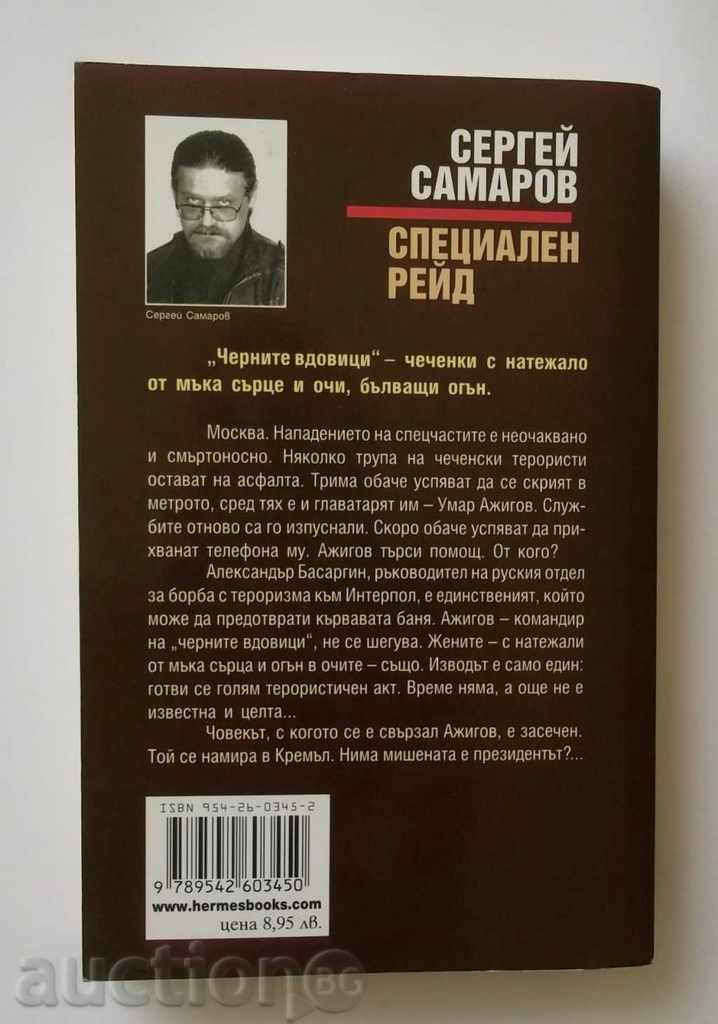 СЕРГЕЙ
САМАРОВ
СПЕЦИАЛЕН
РЕЙД
Сергей Самаров
„Черните вдовици“ – чеченки с натежало
от мъка сърце и очи, бълващи огън.
Москва. Нападението на спецчастите е неочаквано
и смъртоносно. Няколко трупа на чеченски терористи
остават на асфалта. Трима обаче успяват да се скрият в
метрото, сред тях е и главатарят им – Умар Ажигов. Служ-
бите отново са го изпуснали. Скоро обаче успяват да при-
хванат телефона му. Ажигов търси помощ. От кого?
Александър Басаргин, ръководител на руския отдел
за борба с тероризма към Интерпол, е единственият, който
може да предотврати кървавата баня. Ажигов – командир
на „черните вдовици“, не се шегува. Жените – с натежали
от мъка сърца и огън в очите – също. Изводът е само един:
готви се голям терористичен акт. Време няма, а още не е
известна и целта...
Човекът, с когото се е свързал Ажигов, е засечен.
Той се намира в Кремъл. Нима мишената е президентът?...
ISBN 954-26-0345-2
9 789542 603450
www.hermesbooks.com
цена 8,95 лв.
auction BG